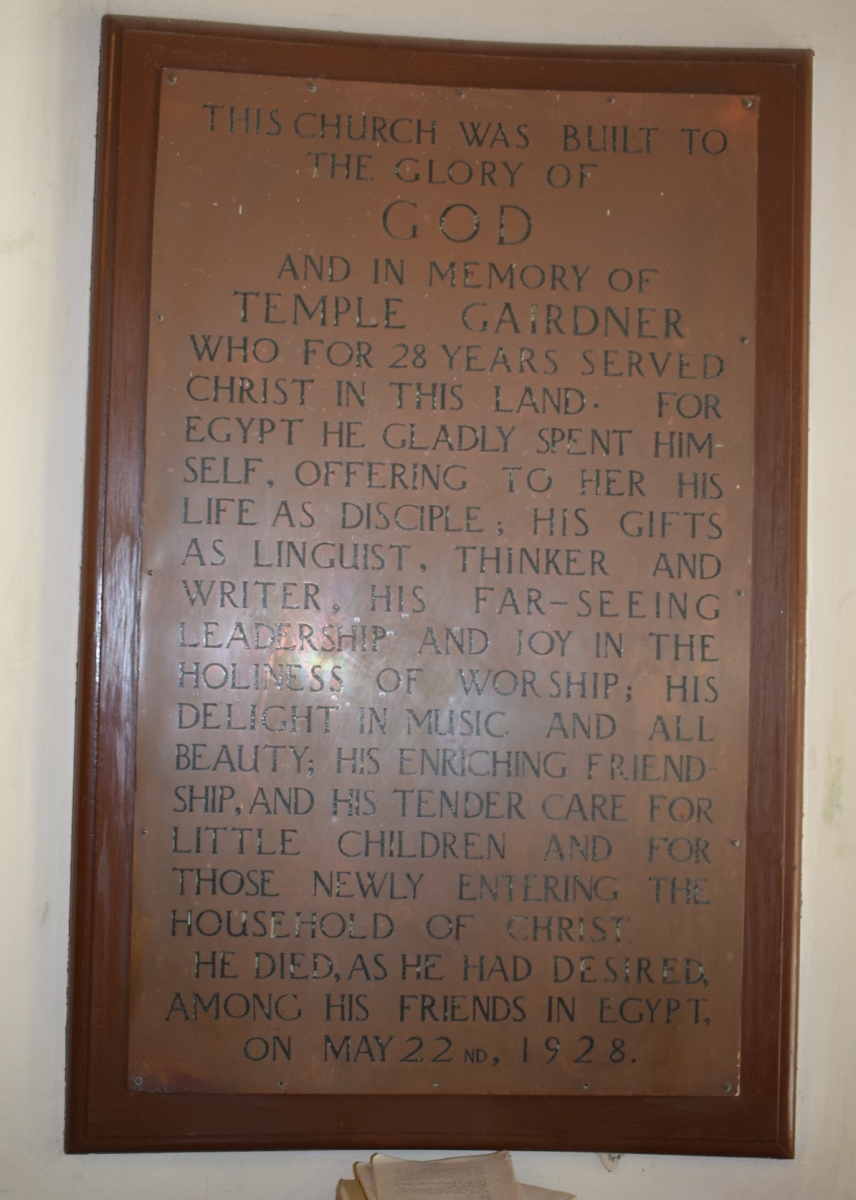 THIS CHURCH WAS BUILT TO
THE GLORY OF
GOD
AND IN MEMORY OF
TEMPLE GAIRDNER
WHO FOR 28 YEARS SERVED
CHRIST IN THIS LAND. FOR
EGYPT HE GLADLY SPENT HIM-
SELF, OFFERING TO HER HIS
LIFE AS DISCIPLE; HIS GIFTS
AS LINGUIST, THINKER AND
WRITER, HIS FAR-SEEING
LEADERSHIP AND JOY IN THE
HOLINESS OF WORSHIP; HIS
DELIGHT IN MUSIC AND ALL
BEAUTY; HIS ENRICHING FRIEND-
SHIP, AND HIS TENDER CARE FOR
LITTLE CHILDREN AND FOR
THOSE NEWLY ENTERING THE
HOUSEHOLD OF CHRIST.
HE DIED, AS HE HAD DESIRED,
AMONG HIS FRIENDS IN EGYPT,
ON MAY 22ND, 1928.